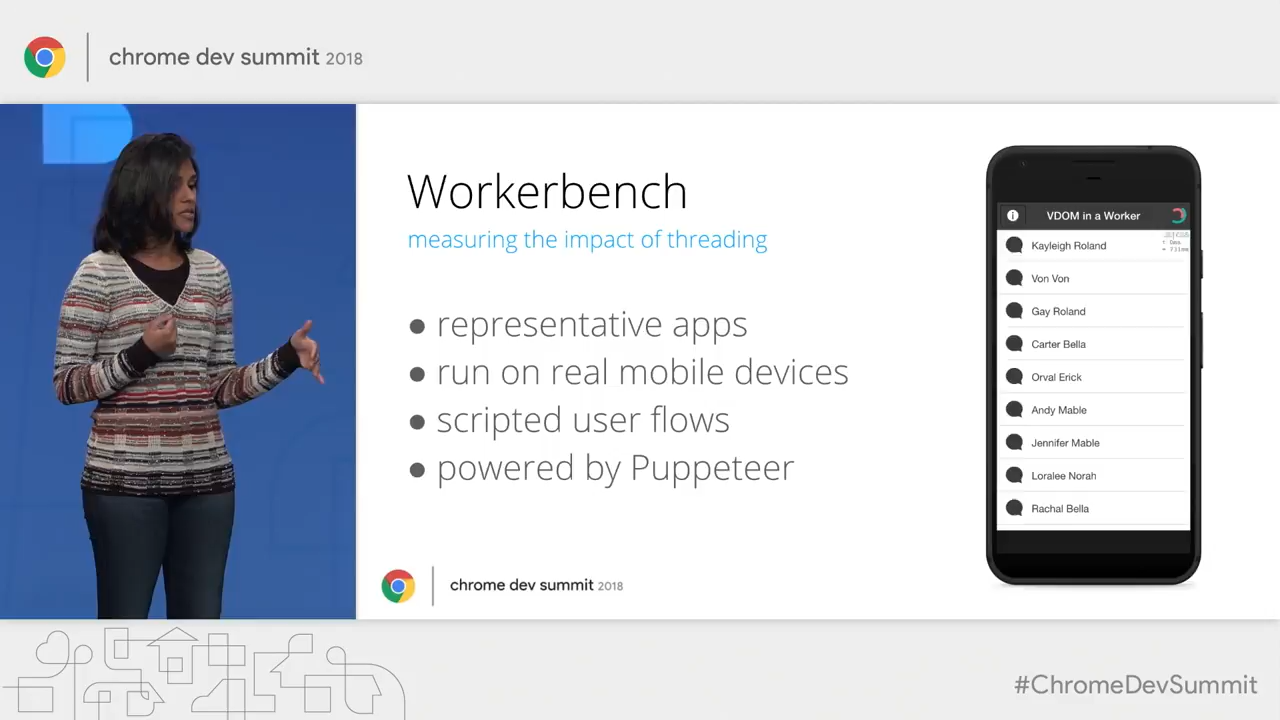 chrome dev summit 2018
Workerbench
measuring the impact of threading
● representative apps
● run on real mobile devices
● scripted user flows
● powered by Puppeteer
VDOM in a Worker
Kayleigh Roland
Von Von
Gay Roland
Carter Bella
Orval Erick
Andy Mable
Jennifer Mable
Loralee Norah
Rachal Bella
chrome dev summit 2018
#ChromeDevSummit